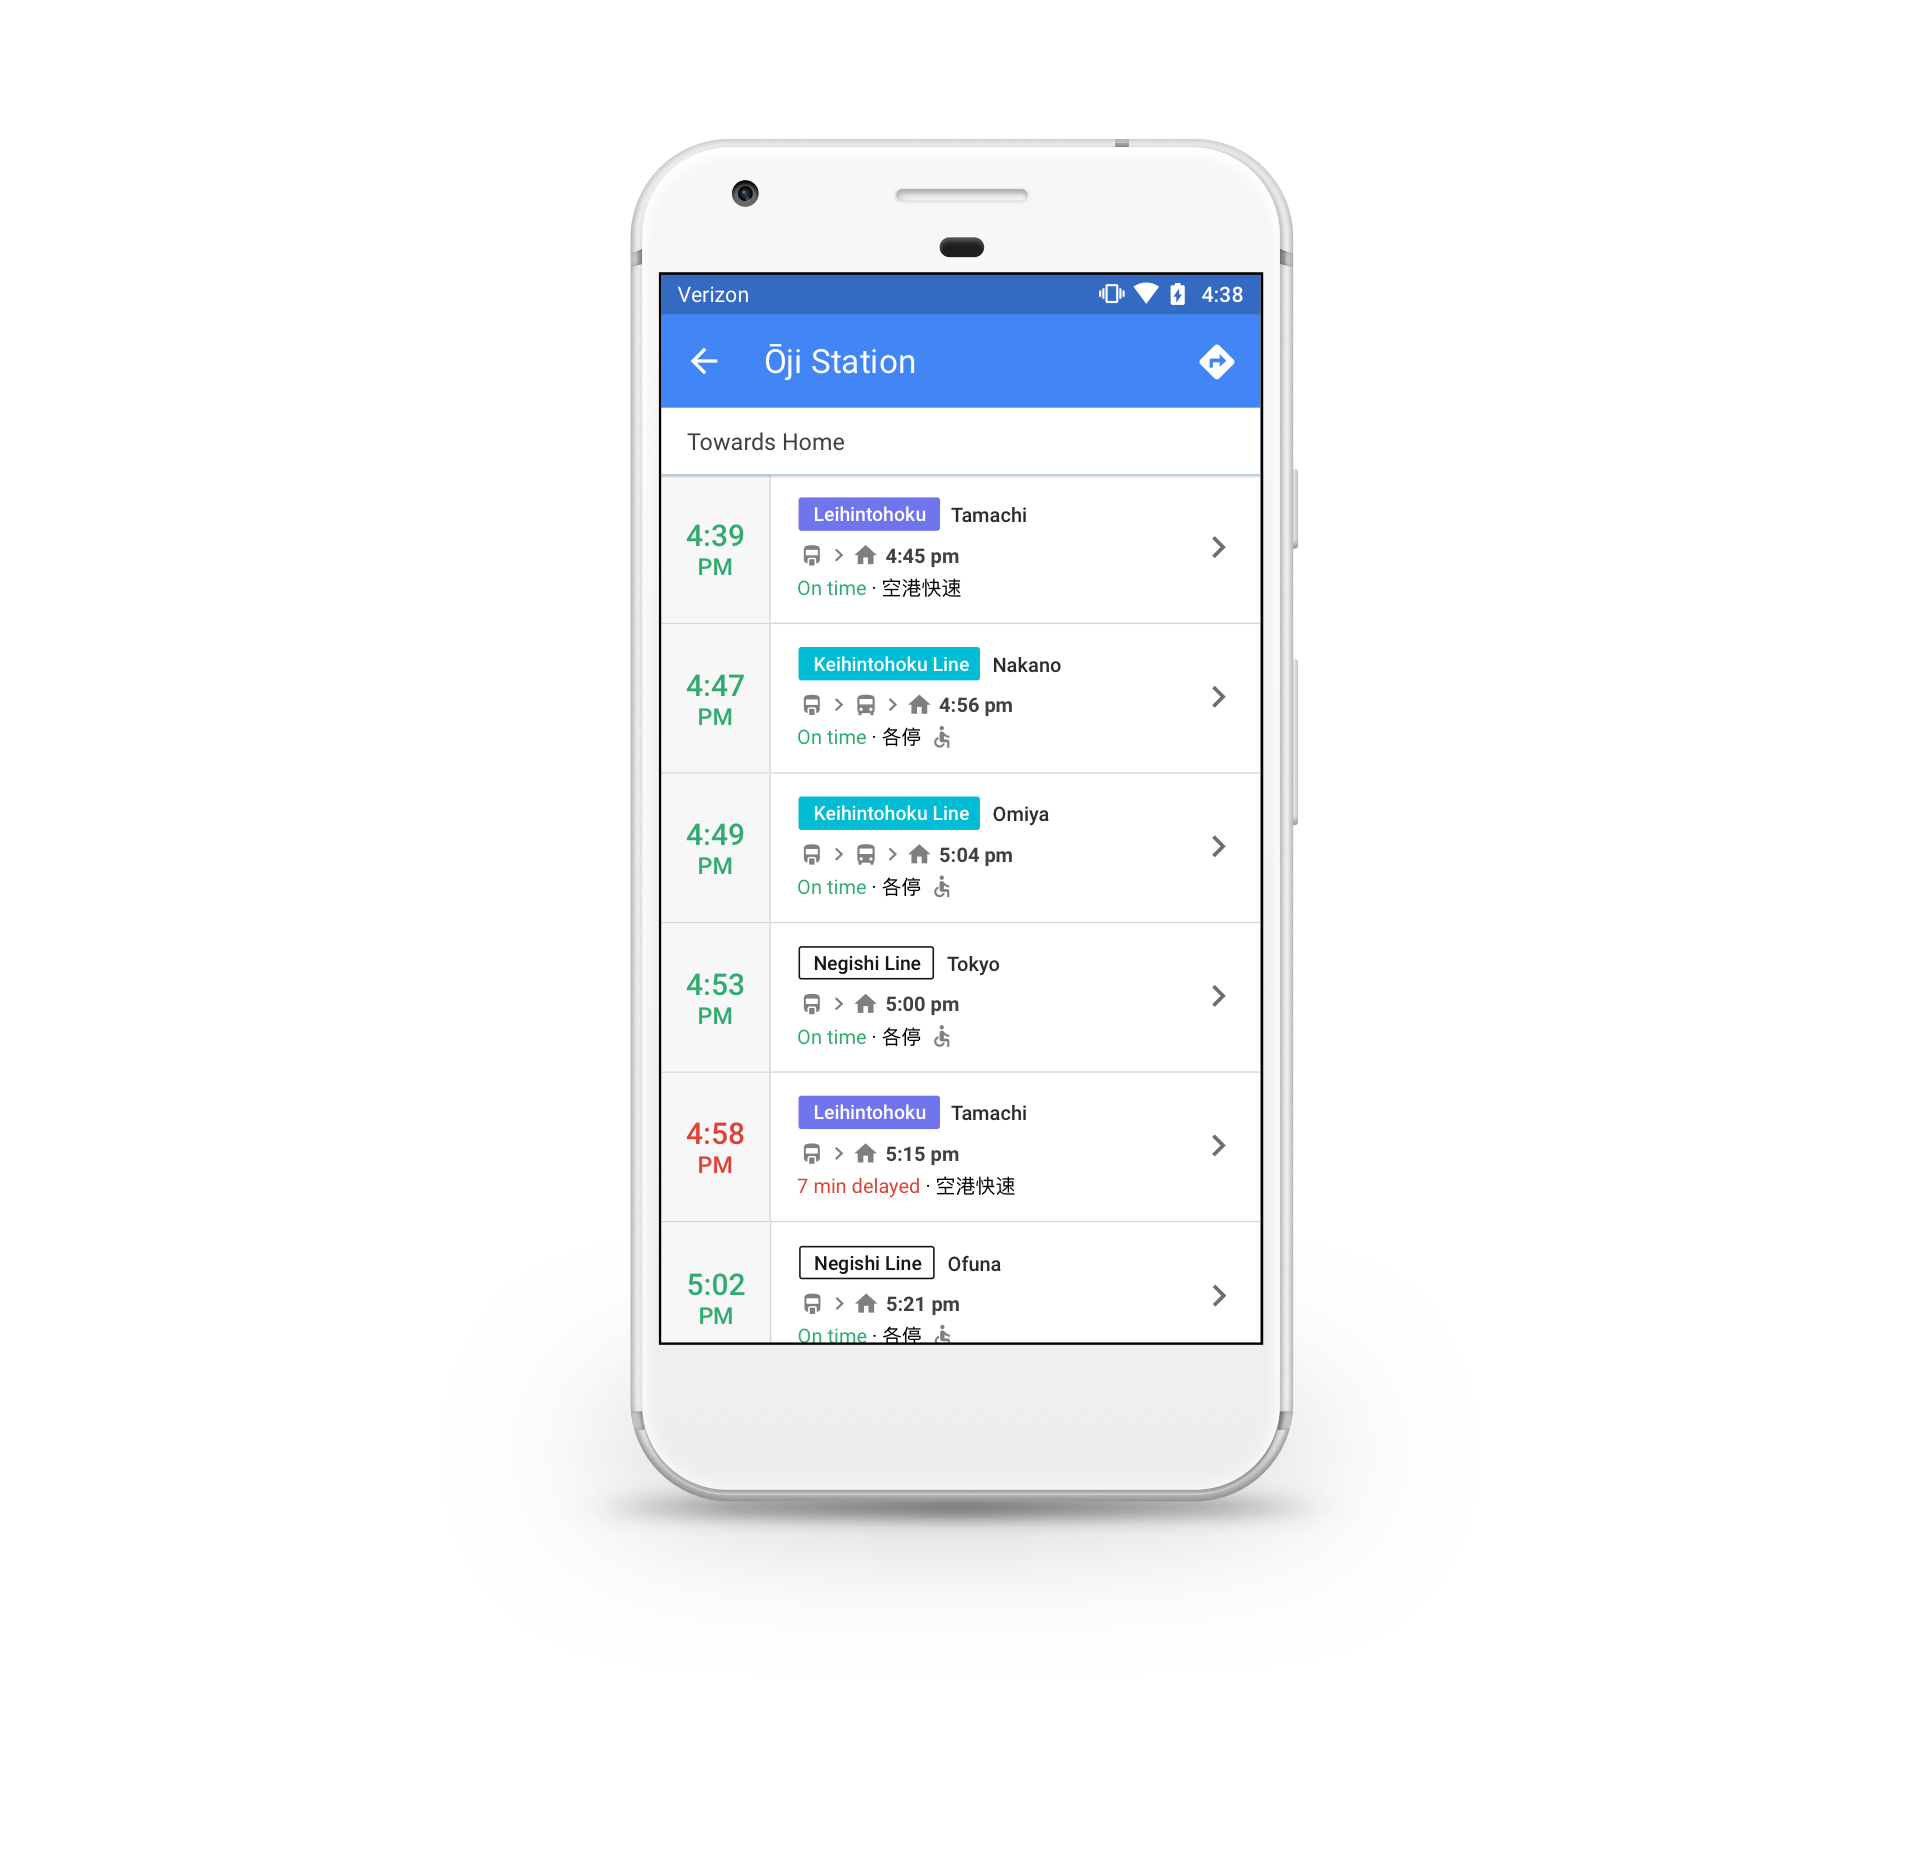 Verizon 4:38
Ōji Station
Towards Home
4:39 PM
Leihintohoku Tamachi
4:45 pm
On time · 空港快速
4:47 PM
Keihintohoku Line Nakano
4:56 pm
On time · 各停
4:49 PM
Keihintohoku Line Omiya
5:04 pm
On time · 各停
4:53 PM
Negishi Line Tokyo
5:00 pm
On time · 各停
4:58 PM
Leihintohoku Tamachi
5:15 pm
7 min delayed · 空港快速
5:02 PM
Negishi Line Ofuna
5:21 pm
On time · 各停